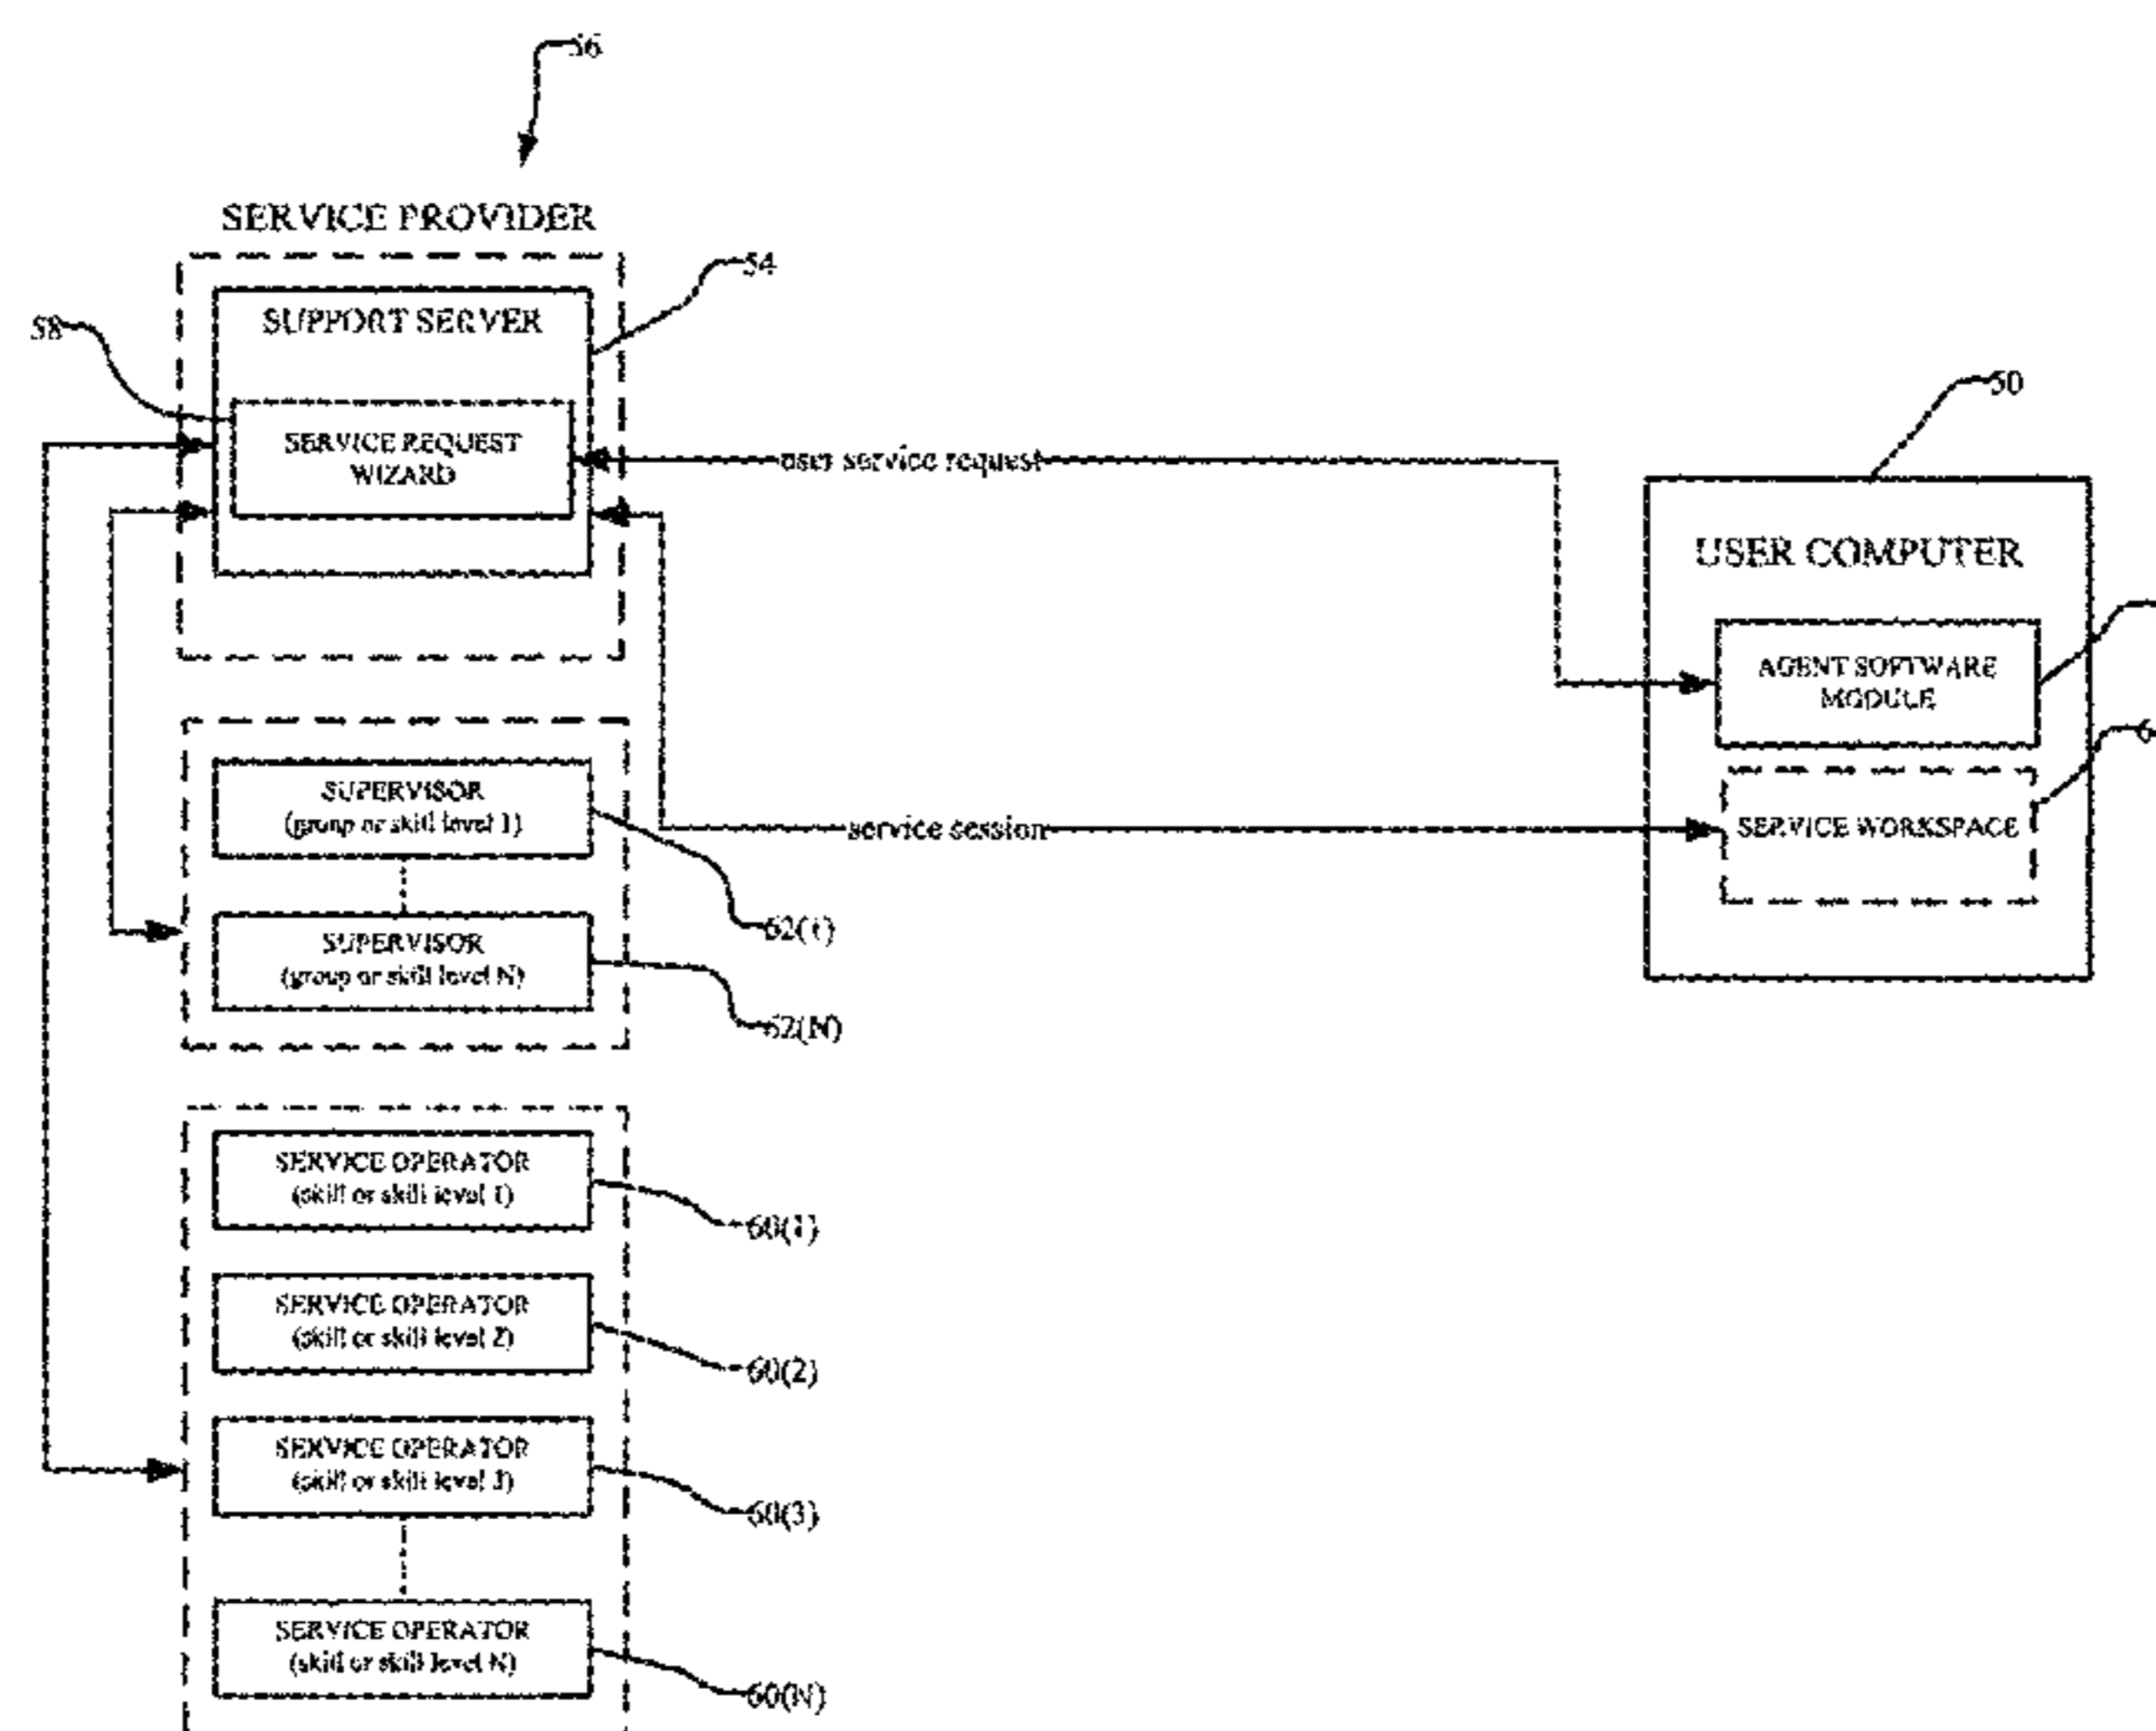 56
SERVICE PROVIDER
54
SUPPORT SERVER
58
SERVICE REQUEST
WIZARD
user service request
50
USER COMPUTER
AGENT SOFTWARE
MODULE
SERVICE WORKSPACE
service session
SUPERVISOR
(group or skill level 1)
62(1)
SUPERVISOR
(group or skill level N)
62(N)
SERVICE OPERATOR
(skill or skill level 1)
60(1)
SERVICE OPERATOR
(skill or skill level 2)
60(2)
SERVICE OPERATOR
(skill or skill level 3)
60(3)
SERVICE OPERATOR
(skill or skill level N)
60(N)